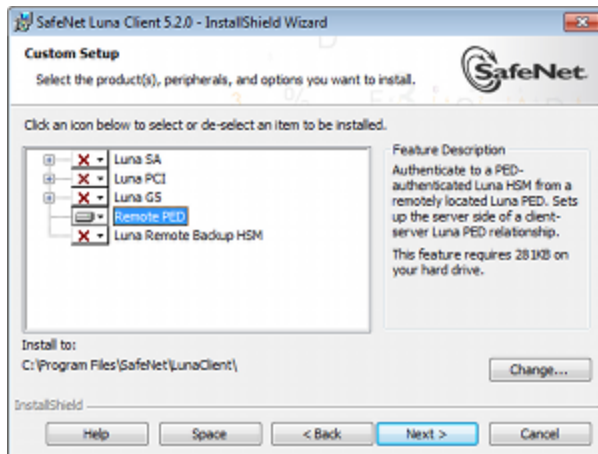 SafeNet Luna Client 5.2.0 - InstallShield Wizard
Custom Setup
Select the product(s), peripherals, and options you want to install.
SafeNet.
Click an icon below to select or de-select an item to be installed.
Luna SA
Luna PCI
Luna G5
Remote PED
Luna Remote Backup HSM
Feature Description
Authenticate to a PED-
authenticated Luna HSM from a
remotely located Luna PED. Sets
up the server side of a client-
server Luna PED relationship.
This feature requires 281KB on
your hard drive.
Install to:
C:\Program Files\SafeNet\LunaClient\
Change...
InstallShield
Help
Space
< Back
Next >
Cancel